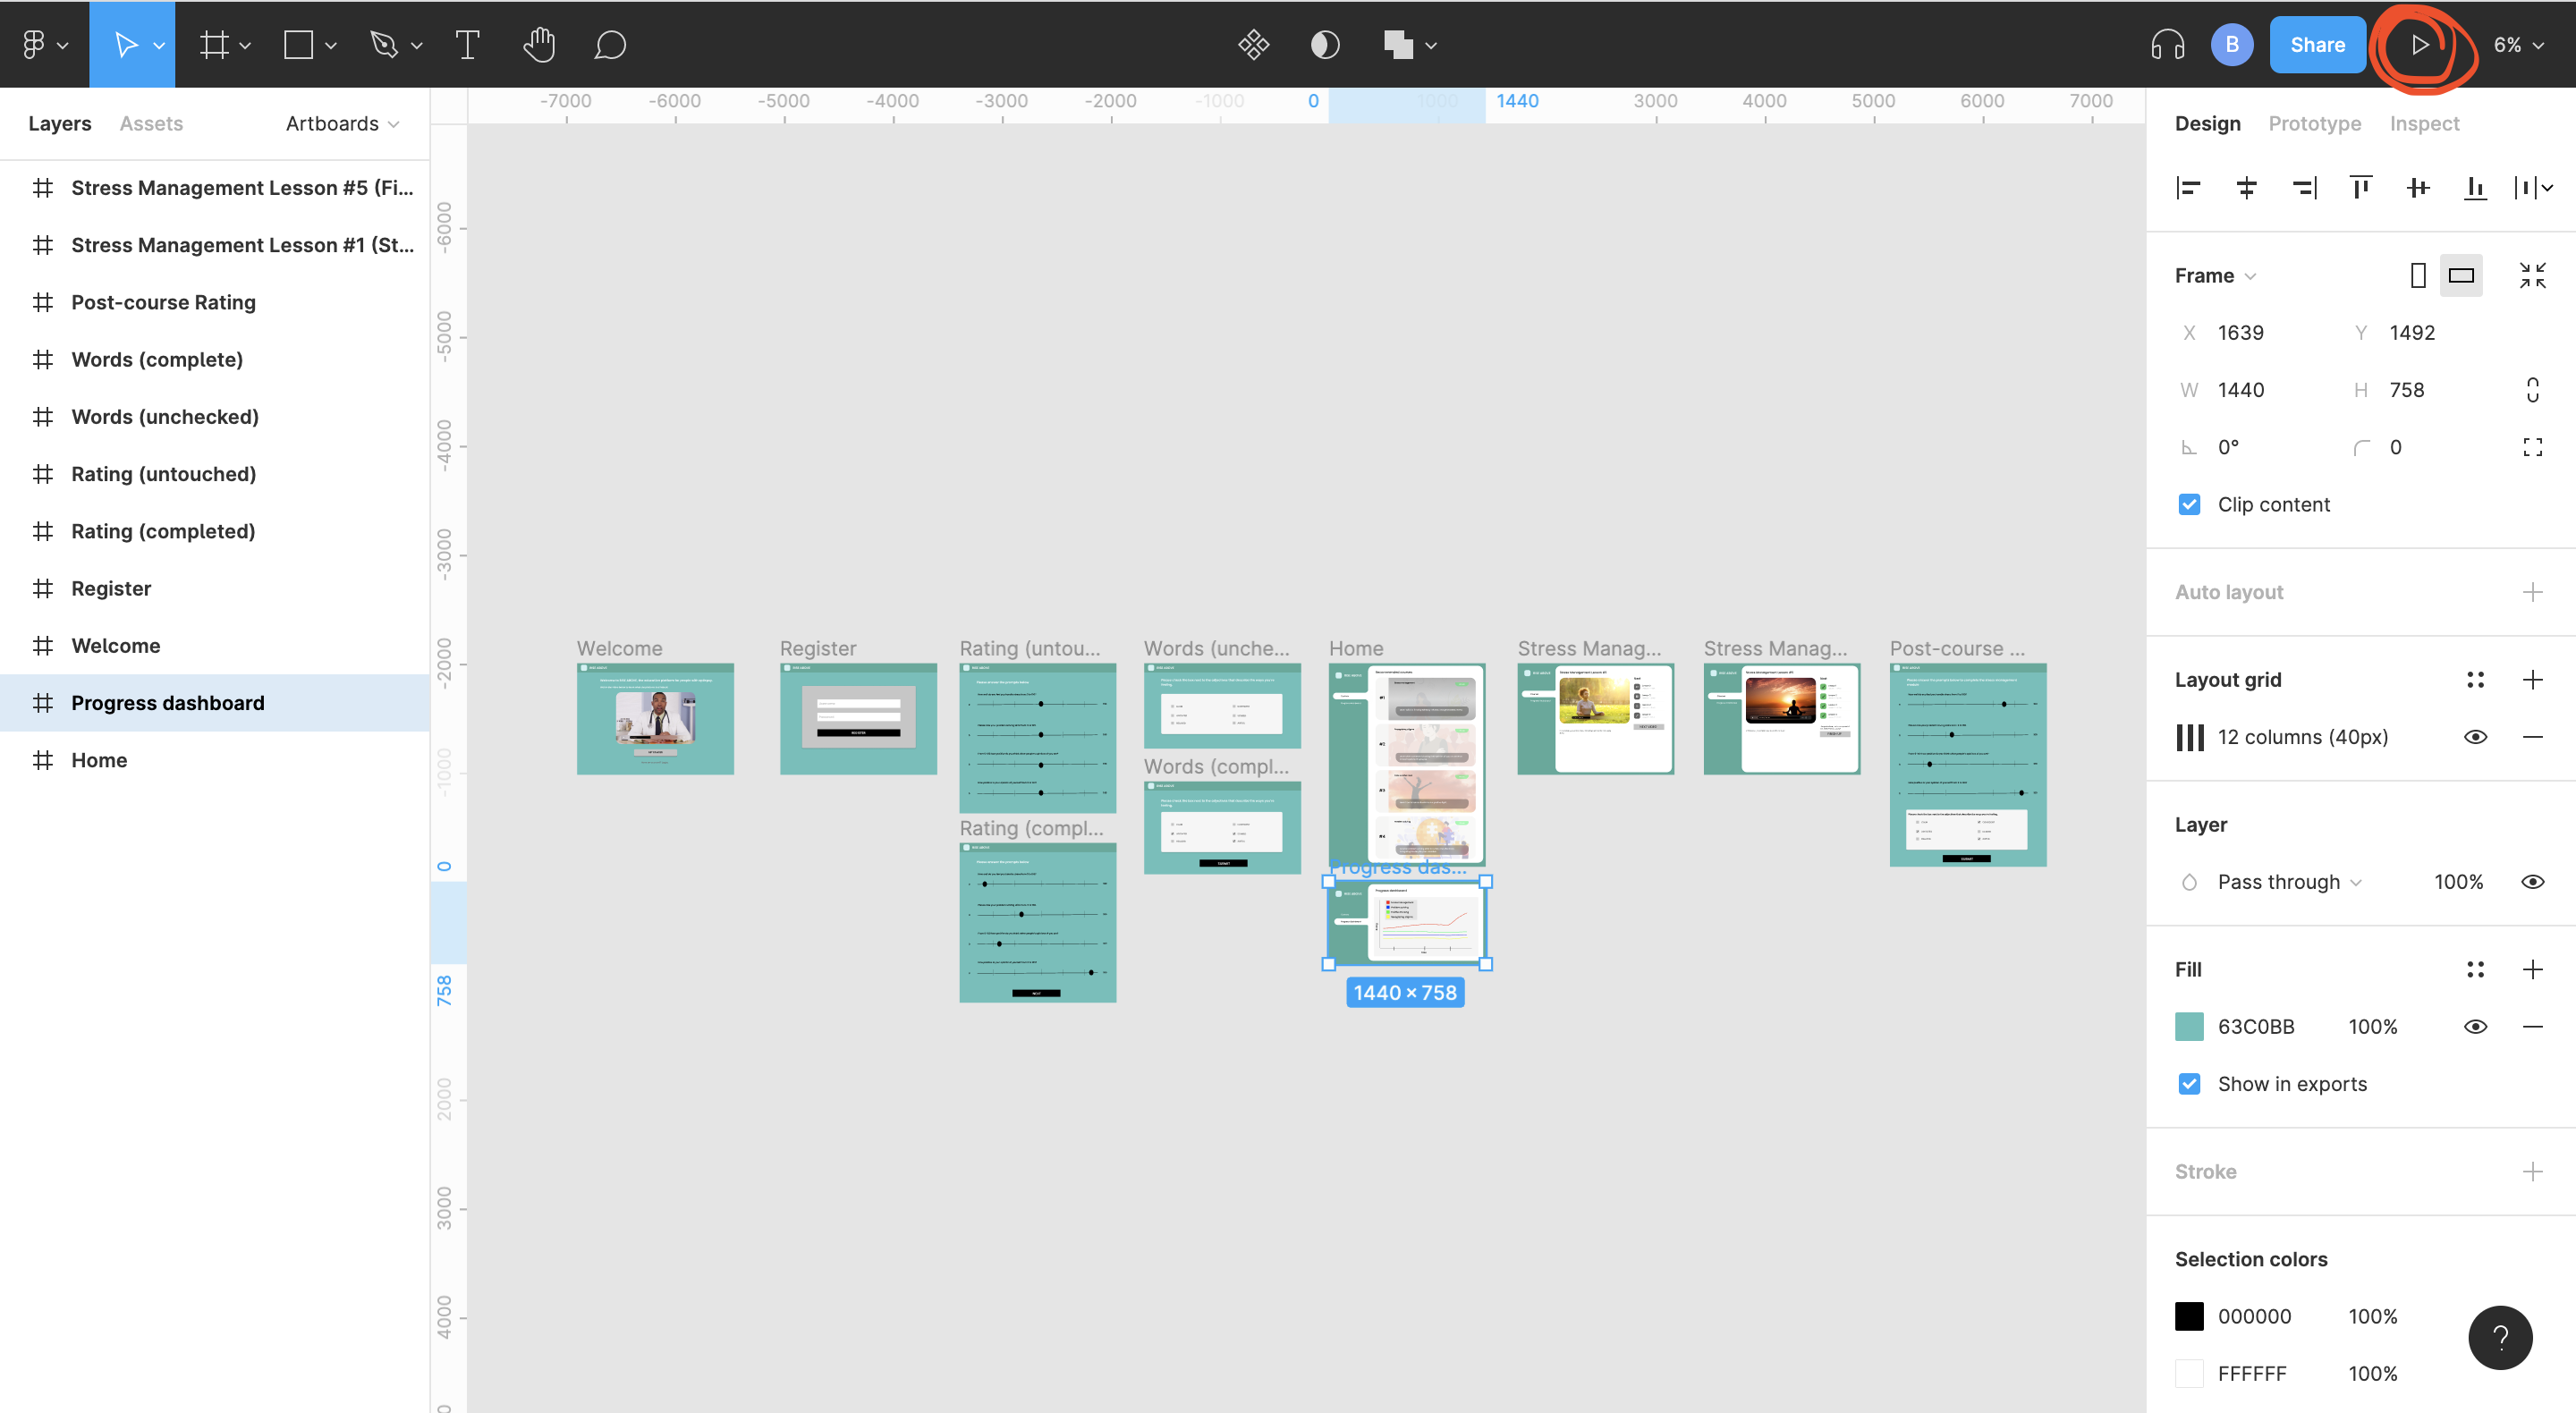 B
Share
6%
Layers
Assets
Artboards
Stress Management Lesson #5 (Fi...
Stress Management Lesson #1 (St...
Post-course Rating
Words (complete)
Words (unchecked)
Rating (untouched)
Rating (completed)
Register
Welcome
Progress dashboard
Home
-7000 -6000 -5000 -4000 -3000 -2000 -1000 0 1000 1440 3000 4000 5000 6000 7000
-6000
-5000
-4000
-3000
-2000
-1000
0
758
2000
3000
4000
Welcome
Register
Rating (untou...
Words (unche...
Home
Stress Manag...
Stress Manag...
Post-course ...
Words (compl...
Rating (compl...
Progress das...
1440 × 758
Design
Prototype
Inspect
Frame
X 1639 Y 1492
W 1440 H 758
0° 0
Clip content
Auto layout
Layout grid
12 columns (40px)
Layer
Pass through 100%
Fill
63C0BB 100%
Show in exports
Stroke
Selection colors
000000 100%
FFFFFF 100%
?